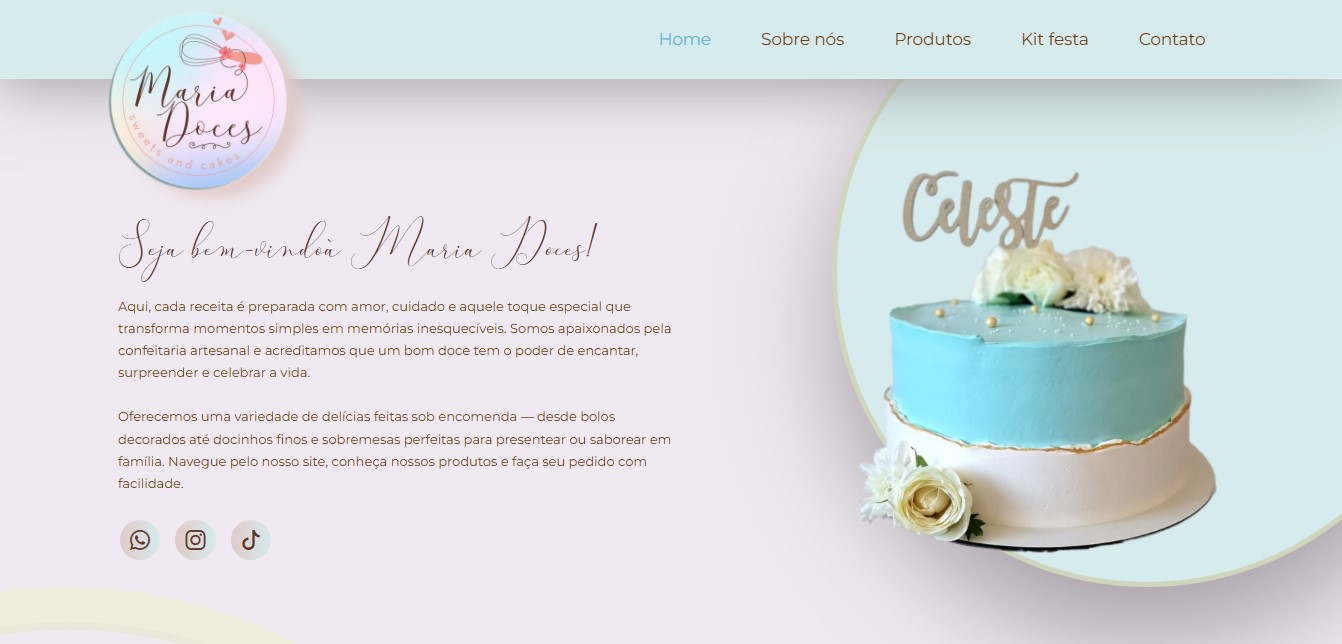 Home Sobre nós Produtos Kit festa Contato
Maria
Doces
sweets and cakes
Seja bem-vindoà Maria Doces!
Celeste
Aqui, cada receita é preparada com amor, cuidado e aquele toque especial que
transforma momentos simples em memórias inesquecíveis. Somos apaixonados pela
confeitaria artesanal e acreditamos que um bom doce tem o poder de encantar,
surpreender e celebrar a vida.
Oferecemos uma variedade de delícias feitas sob encomenda — desde bolos
decorados até docinhos finos e sobremesas perfeitas para presentear ou saborear em
família. Navegue pelo nosso site, conheça nossos produtos e faça seu pedido com
facilidade.